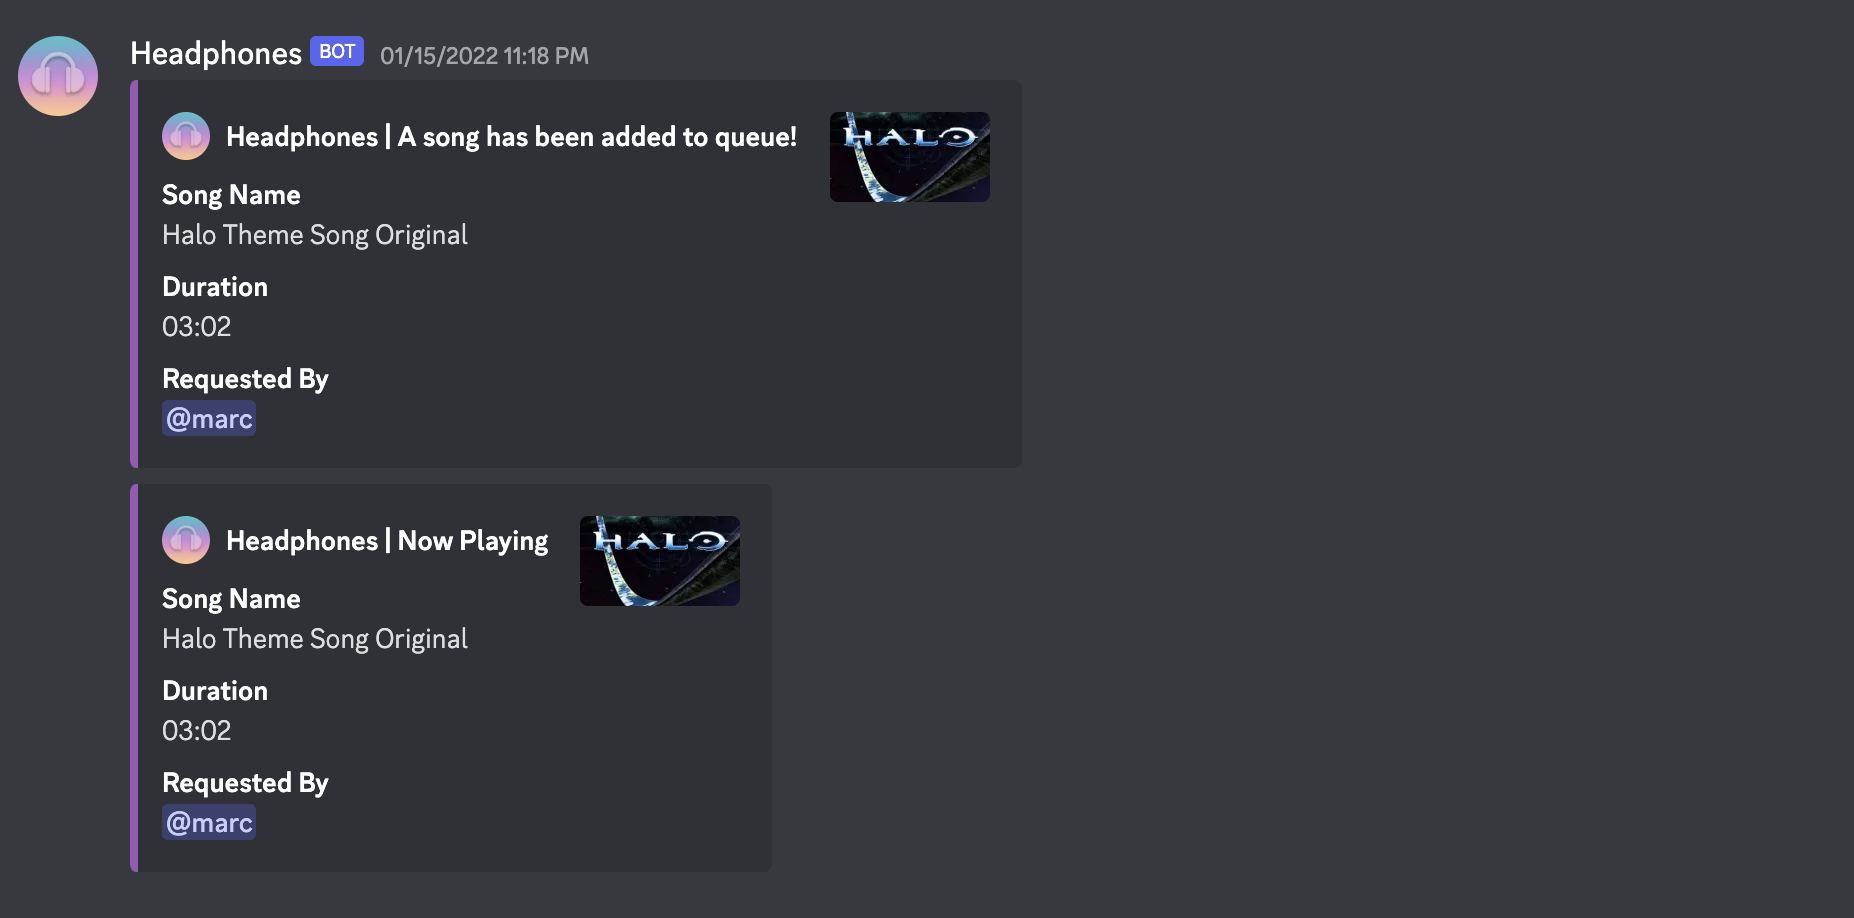 Headphones BOT 01/15/2022 11:18 PM
Headphones | A song has been added to queue!
HALO
Song Name
Halo Theme Song Original
Duration
03:02
Requested By
@marc
Headphones | Now Playing
HALO
Song Name
Halo Theme Song Original
Duration
03:02
Requested By
@marc